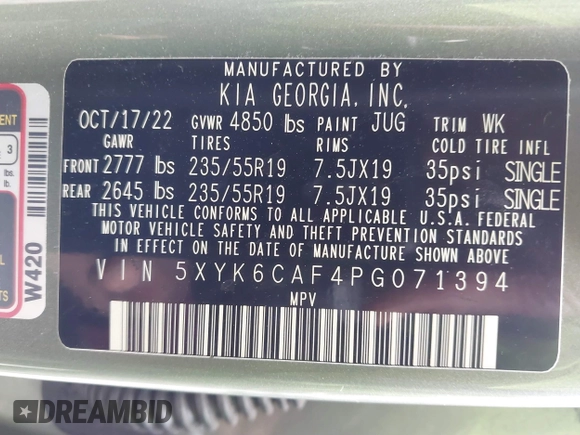 MANUFACTURED BY
KIA GEORGIA, INC.
OCT/17/22 GVWR 4850 lbs PAINT JUG TRIM WK
GAWR TIRES RIMS COLD TIRE INFL
FRONT 2777 lbs 235/55R19 7.5JX19 35psi SINGLE
REAR 2645 lbs 235/55R19 7.5JX19 35psi SINGLE
THIS VEHICLE CONFORMS TO ALL APPLICABLE U.S.A. FEDERAL
MOTOR VEHICLE SAFETY AND THEFT PREVENTION STANDARDS
IN EFFECT ON THE DATE OF MANUFACTURE SHOWN ABOVE
VIN 5XYK6CAF4PG071394
MPV
W420
3
lbs.
lb.
DREAMBID